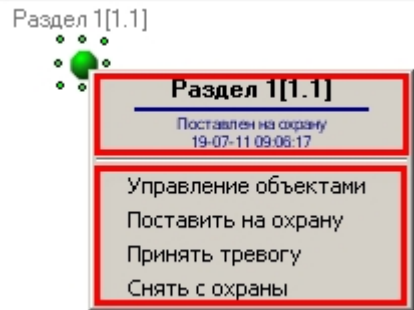 Раздел 1[1.1]
Раздел 1[1.1]
Поставлен на охрану
19-07-11 09:06:17
Управление объектами
Поставить на охрану
Принять тревогу
Снять с охраны